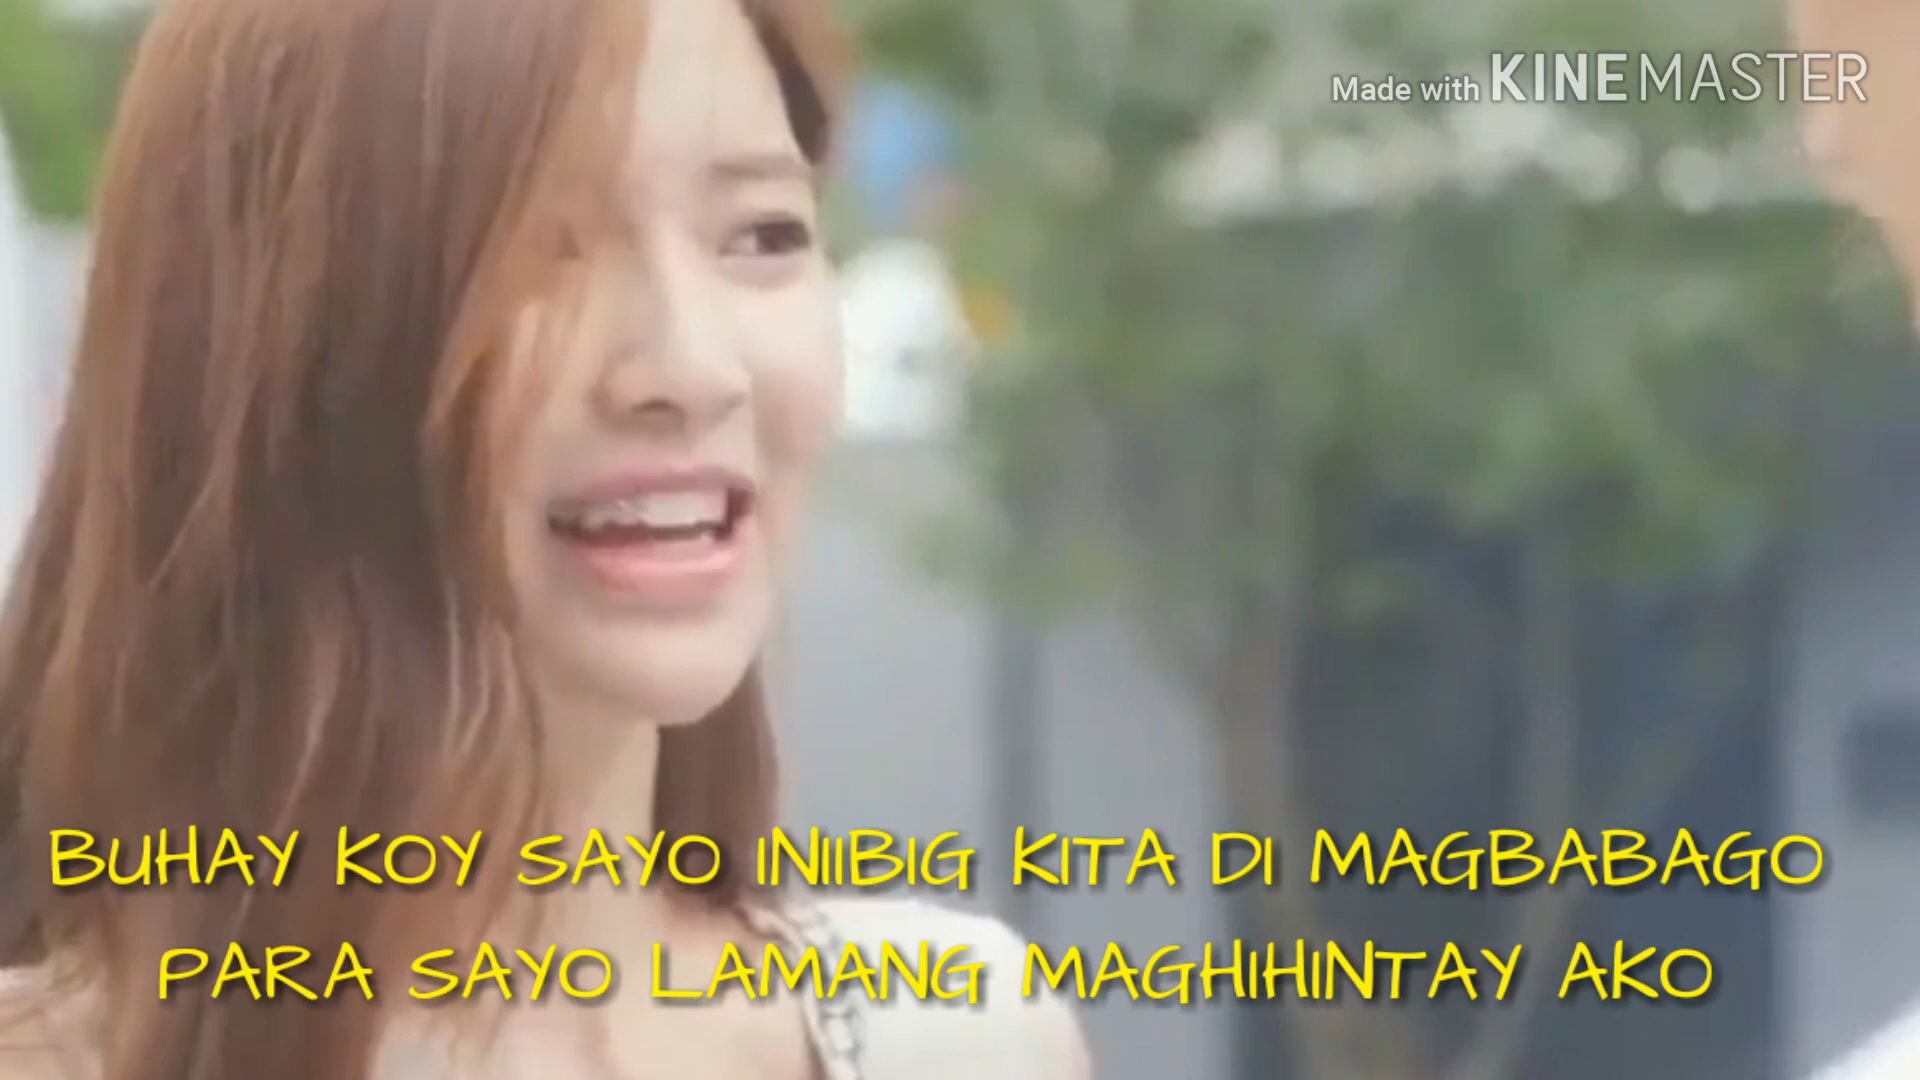 Made with KINEMASTER
BUHAY KOY SAYO INIIBIG KITA DI MAGBABAGO
PARA SAYO LAMANG MAGHIHINTAY AKO